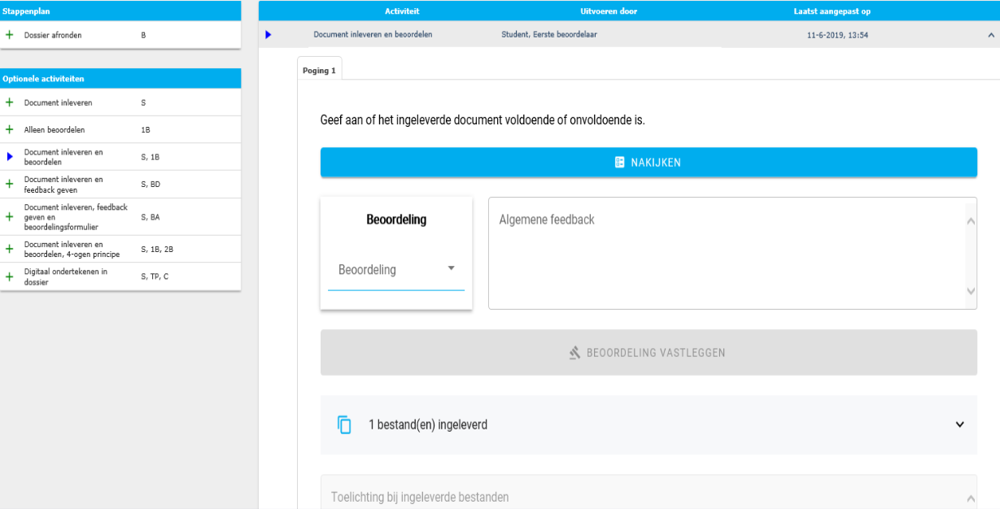 Stappenplan
Dossier afronden B
Optionele activiteiten
Document inleveren S
Alleen beoordelen 1B
Document inleveren en
beoordelen S, 1B
Document inleveren en
feedback geven S, BD
Document inleveren, feedback
geven en S, BA
beoordelingsformulier
Document inleveren en
beoordelen, 4-ogen principe S, 1B, 2B
Digitaal ondertekenen in
dossier S, TP, C
Activiteit Uitvoeren door Laatst aangepast op
Document inleveren en beoordelen Student, Eerste beoordelaar 11-6-2019, 13:54
Poging 1
Geef aan of het ingeleverde document voldoende of onvoldoende is.
NAKIJKEN
Beoordeling
Beoordeling
Algemene feedback
BEOORDELING VASTLEGGEN
1 bestand(en) ingeleverd
Toelichting bij ingeleverde bestanden